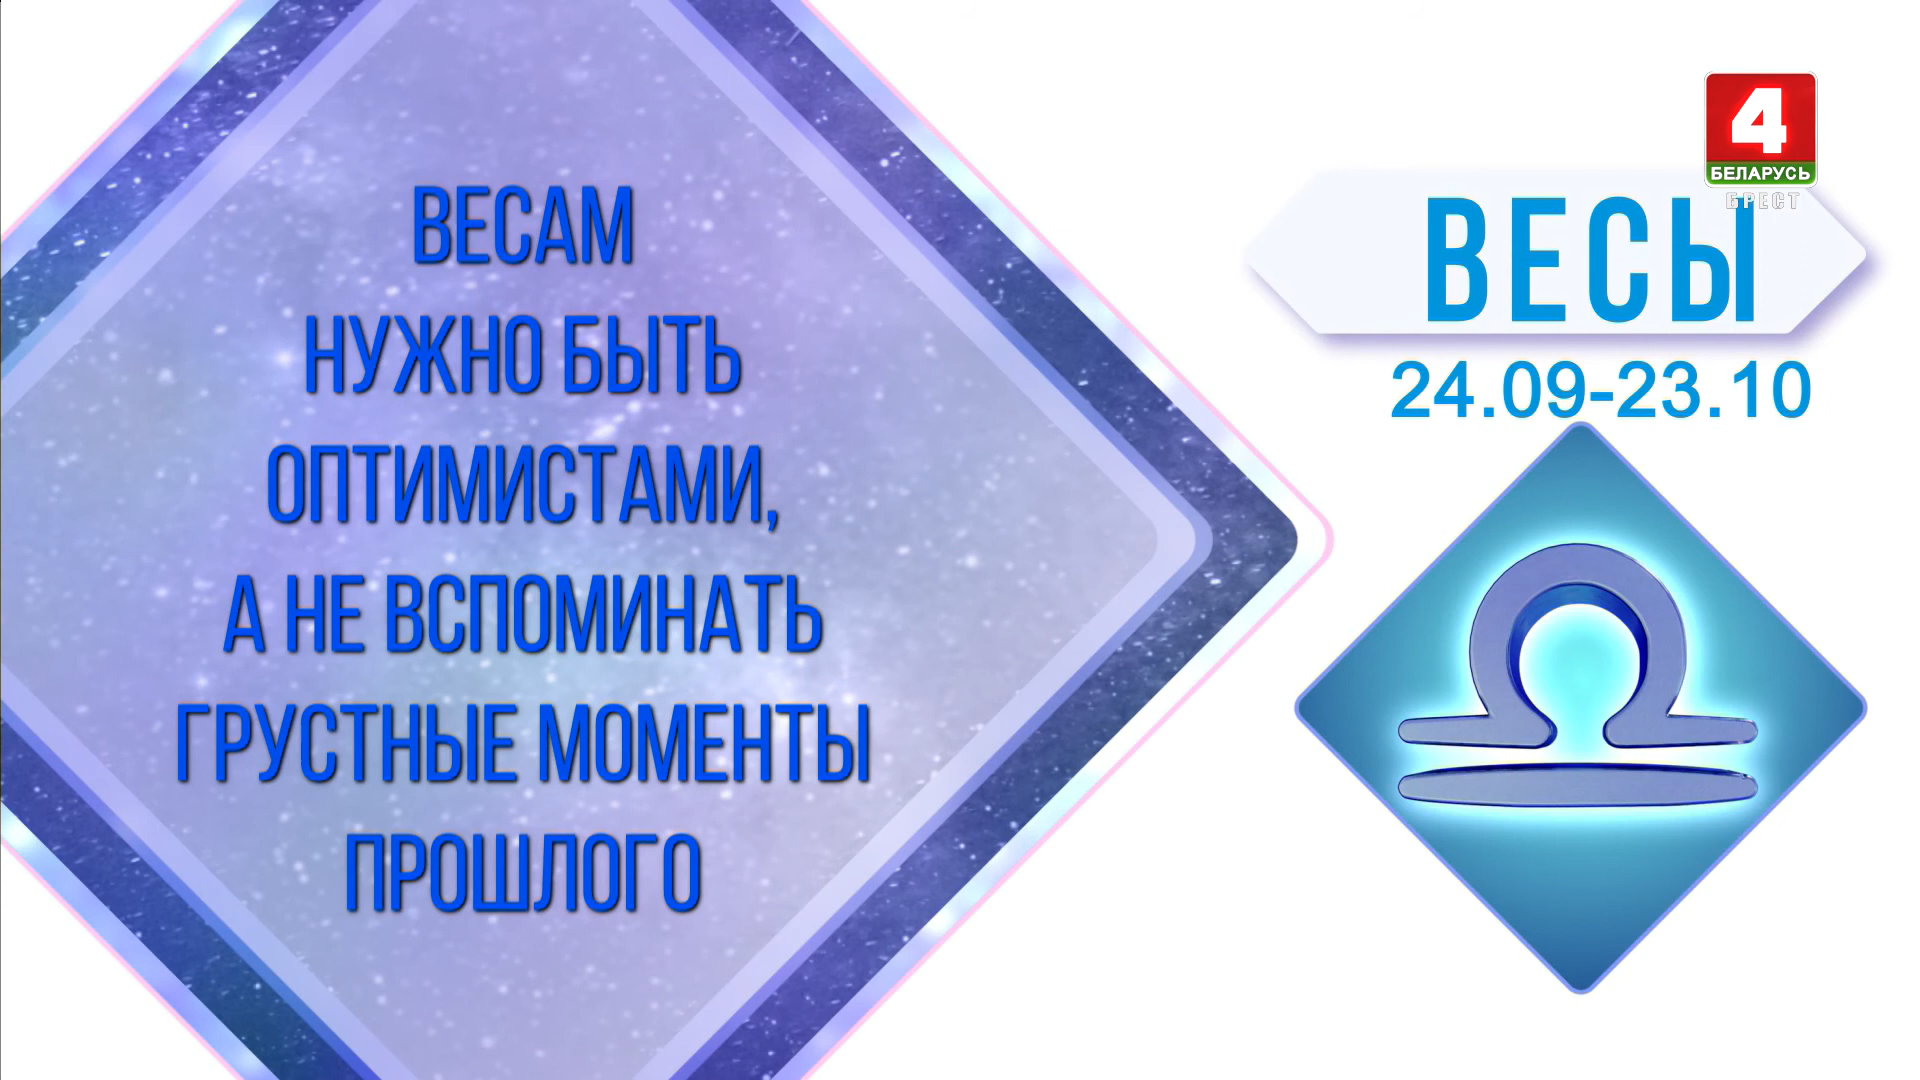 ВЕСАМ
НУЖНО БЫТЬ
ОПТИМИСТАМИ,
А НЕ ВСПОМИНАТЬ
ГРУСТНЫЕ МОМЕНТЫ
ПРОШЛОГО
4
БЕЛАРУСЬ
БРЕСТ
ВЕСЫ
24.09-23.10